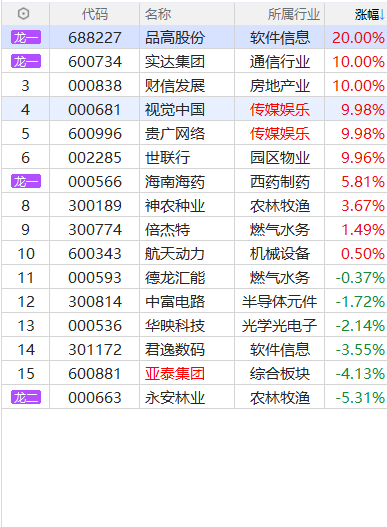 代码 名称 所属行业 涨幅↓
龙一 688227 品高股份 软件信息 20.00%
龙一 600734 实达集团 通信行业 10.00%
3 000838 财信发展 房地产业 10.00%
4 000681 视觉中国 传媒娱乐 9.98%
5 600996 贵广网络 传媒娱乐 9.98%
6 002285 世联行 园区物业 9.96%
龙一 000566 海南海药 西药制药 5.81%
8 300189 神农种业 农林牧渔 3.67%
9 300774 倍杰特 燃气水务 1.49%
10 600343 航天动力 机械设备 0.50%
11 000593 德龙汇能 燃气水务 -0.37%
12 300814 中富电路 半导体元件 -1.72%
13 000536 华映科技 光学光电子 -2.14%
14 301172 君逸数码 软件信息 -3.55%
15 600881 亚泰集团 综合板块 -4.13%
龙二 000663 永安林业 农林牧渔 -5.31%